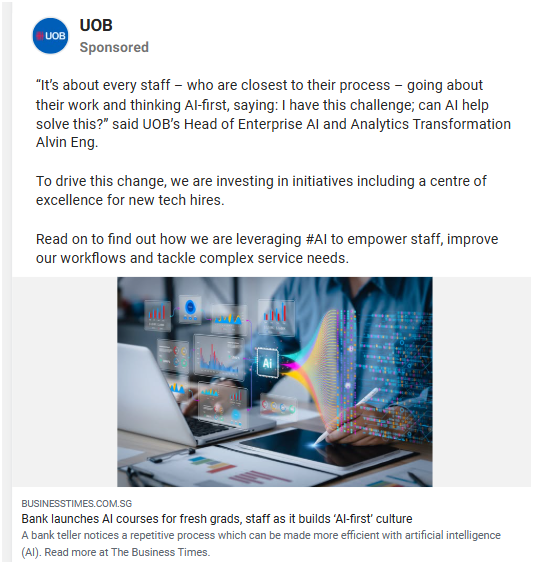 UOB
UOB
Sponsored
“It’s about every staff – who are closest to their process – going about
their work and thinking AI-first, saying: I have this challenge; can AI help
solve this?” said UOB’s Head of Enterprise AI and Analytics Transformation
Alvin Eng.
To drive this change, we are investing in initiatives including a centre of
excellence for new tech hires.
Read on to find out how we are leveraging #AI to empower staff, improve
our workflows and tackle complex service needs.
Ai
BUSINESSTIMES.COM.SG
Bank launches AI courses for fresh grads, staff as it builds ‘AI-first’ culture
A bank teller notices a repetitive process which can be made more efficient with artificial intelligence
(AI). Read more at The Business Times.